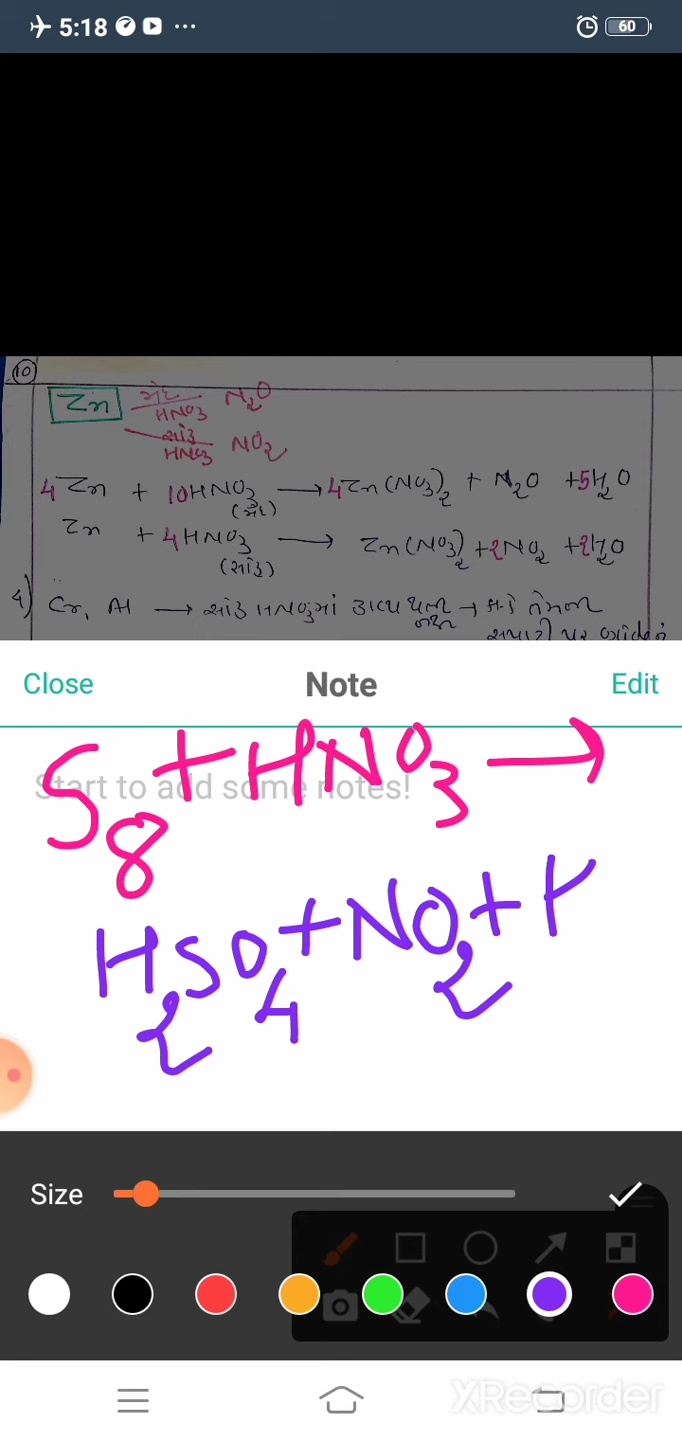 5:18 ...
60
10
Zn મંદ HNO3 N2O
સાંદ્ર HNO3 NO2
4Zn + 10HNO3 → 4Zn(NO3)2 + N2O + 5H2O
(મંદ)
Zn + 4HNO3 → Zn(NO3)2 + 2NO2 + 2H2O
(સાંદ્ર)
4) Cr, Al → સાંદ્ર HNO3માં
Close Note Edit
Start to add some notes!
S8 + HNO3 →
H2SO4 + NO2 + H
Size
XRecorder